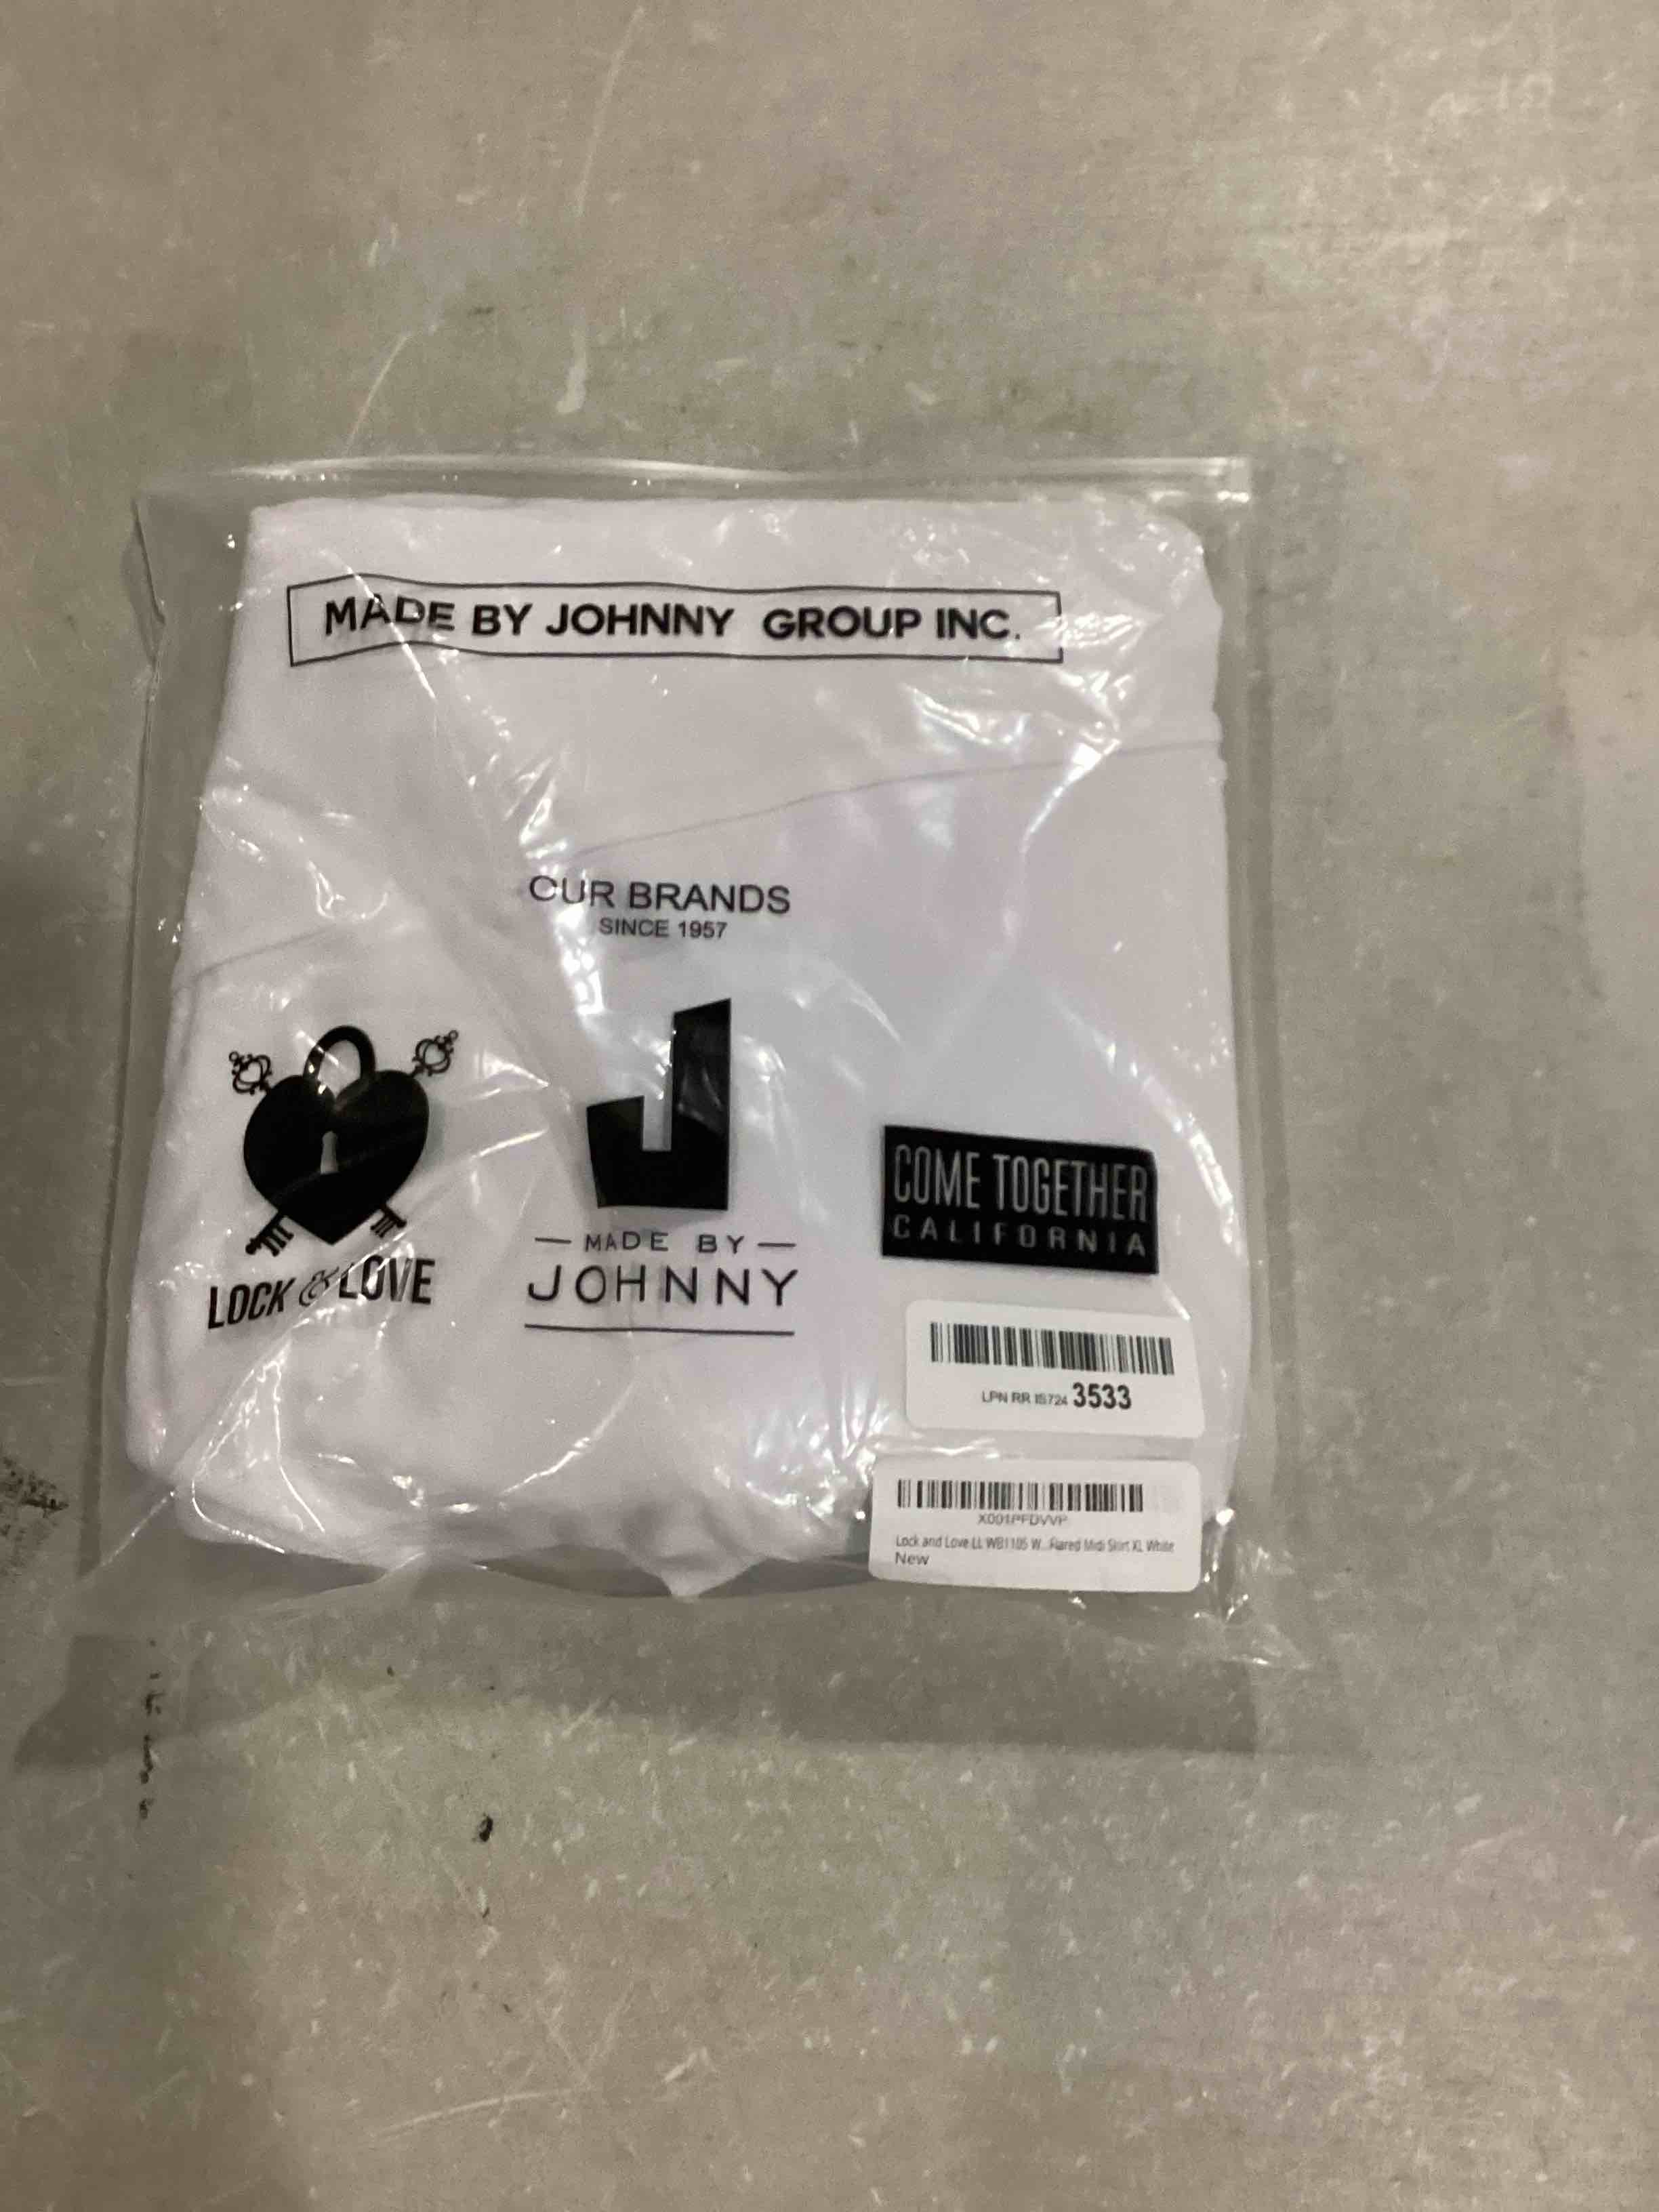 MADE BY JOHNNY GROUP INC.
OUR BRANDS
SINCE 1957
LOCK & LOVE
MADE BY
JOHNNY
COME TOGETHER
CALIFORNIA
LPN RR IS724 3533
X001PFDVVP
Lock and Love LL WB1105 W...Flared Midi Skirt XL White
New